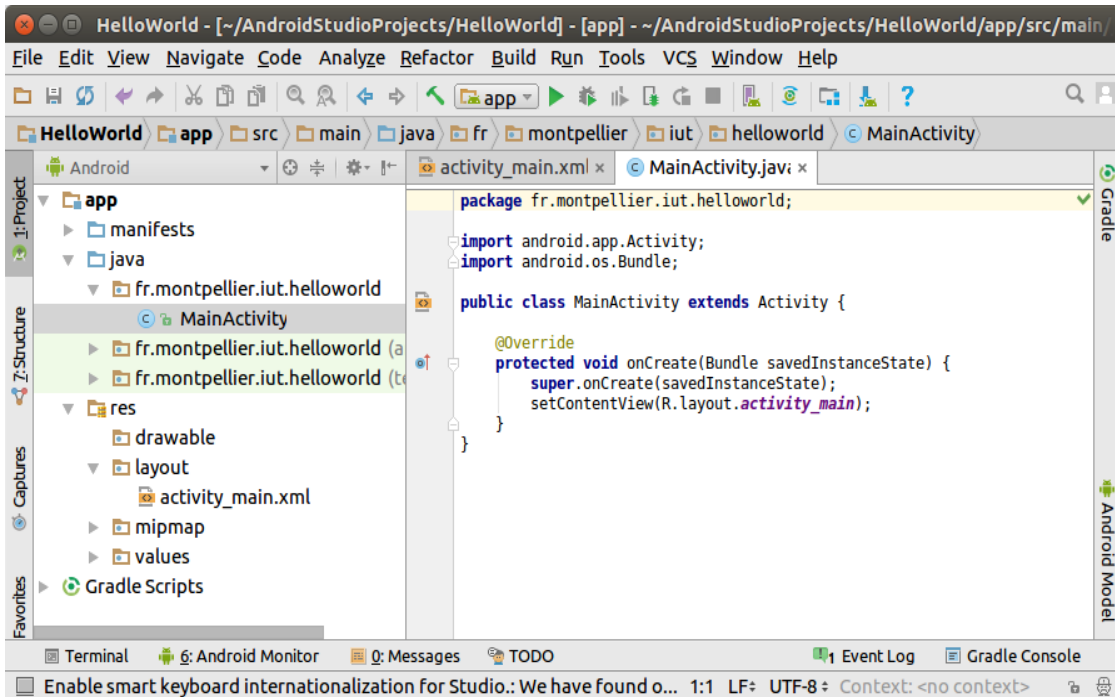 HelloWorld - [~/AndroidStudioProjects/HelloWorld] - [app] - ~/AndroidStudioProjects/HelloWorld/app/src/main/
File Edit View Navigate Code Analyze Refactor Build Run Tools VCS Window Help
app
HelloWorld app src main java fr montpellier iut helloworld MainActivity
Android
activity_main.xml
MainActivity.java
1: Project
7: Structure
Captures
Favorites
app
manifests
java
fr.montpellier.iut.helloworld
MainActivity
fr.montpellier.iut.helloworld (a
fr.montpellier.iut.helloworld (te
res
drawable
layout
activity_main.xml
mipmap
values
Gradle Scripts
package fr.montpellier.iut.helloworld;
import android.app.Activity;
import android.os.Bundle;
public class MainActivity extends Activity {
@Override
protected void onCreate(Bundle savedInstanceState) {
super.onCreate(savedInstanceState);
setContentView(R.layout.activity_main);
}
}
Gradle
Android Model
Terminal 6: Android Monitor 0: Messages TODO 1 Event Log Gradle Console
Enable smart keyboard internationalization for Studio.: We have found o... 1:1 LF UTF-8 Context: <no context>